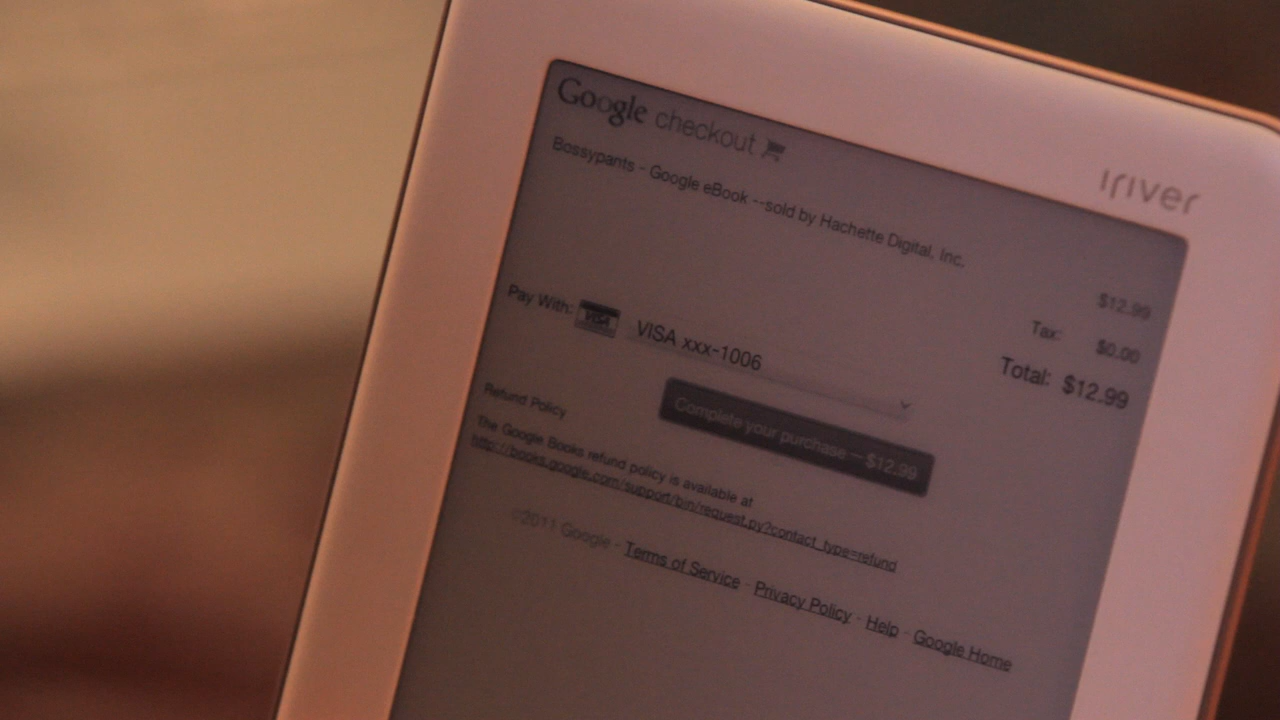 Google checkout
iriver
Bossypants - Google eBook --sold by Hachette Digital, Inc.
$12.99
Tax: $0.00
Total: $12.99
Pay With: VISA VISA xxx-1006
Complete your purchase - $12.99
Refund Policy
The Google Books refund policy is available at
http://books.google.com/support/bin/request.py?contact_type=refund
©2011 Google - Terms of Service - Privacy Policy - Help - Google Home